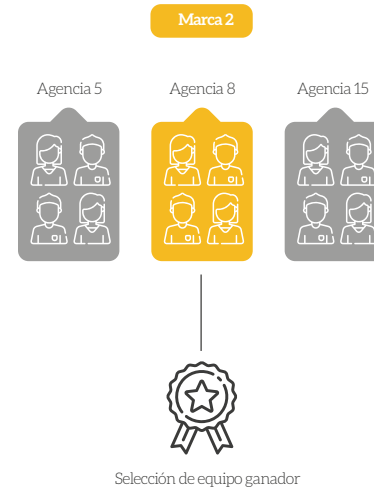 Marca 2
Agencia 5
Agencia 8
Agencia 15
Selección de equipo ganador